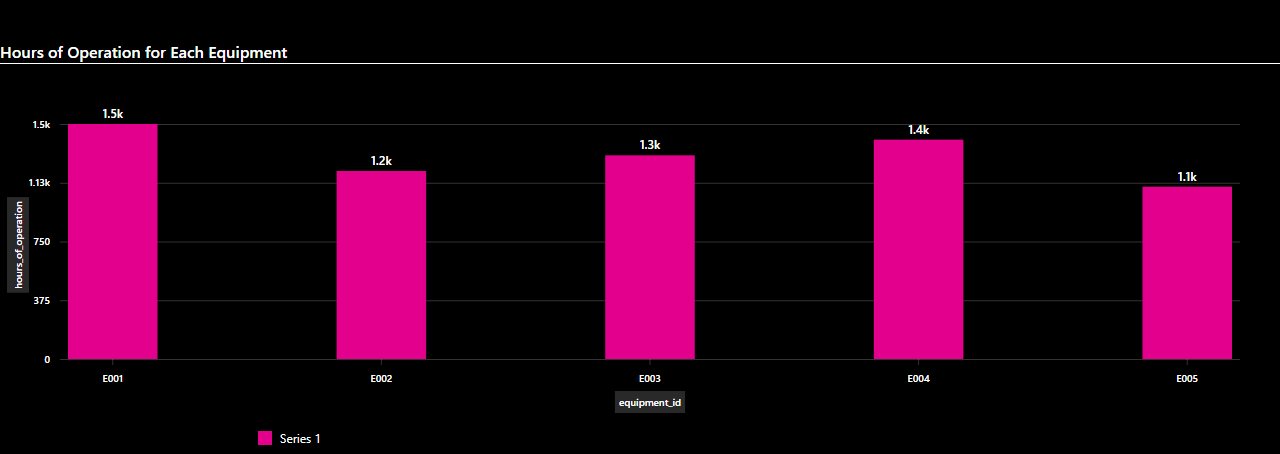 Hours of Operation for Each Equipment
1.5k
1.2k
1.3k
1.4k
1.1k
1.5k
1.13k
750
375
0
hours_of_operation
E001
E002
E003
E004
E005
equipment_id
Series 1